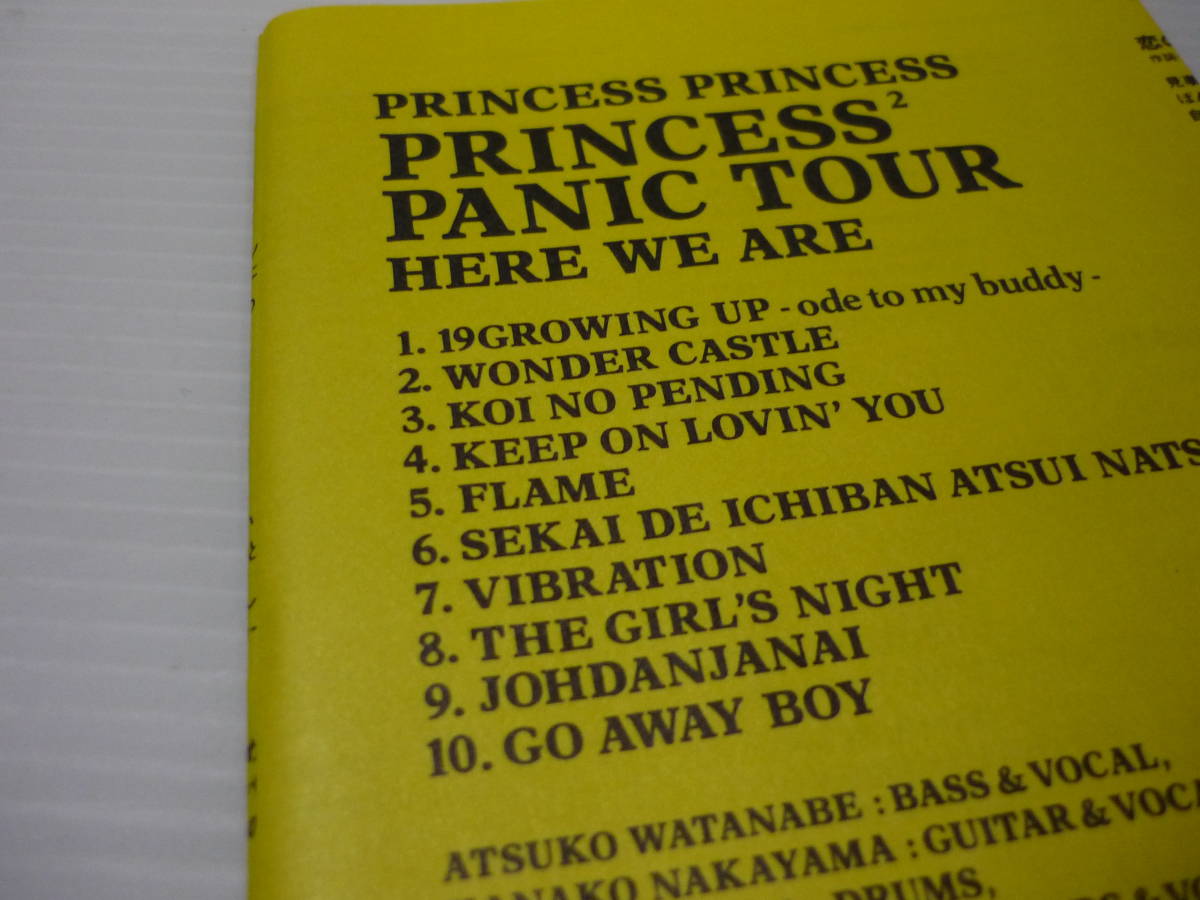 PRINCESS PRINCESS
PRINCESS²
PANIC TOUR
HERE WE ARE
1. 19GROWING UP - ode to my buddy -
2. WONDER CASTLE
3. KOI NO PENDING
4. KEEP ON LOVIN' YOU
5. FLAME
6. SEKAI DE ICHIBAN ATSUI NATS
7. VIBRATION
8. THE GIRL'S NIGHT
9. JOHDANJANAI
10. GO AWAY BOY
ATSUKO WATANABE : BASS & VOCAL,
NAKAYAMA : GUITAR & VOCA
DRUMS,